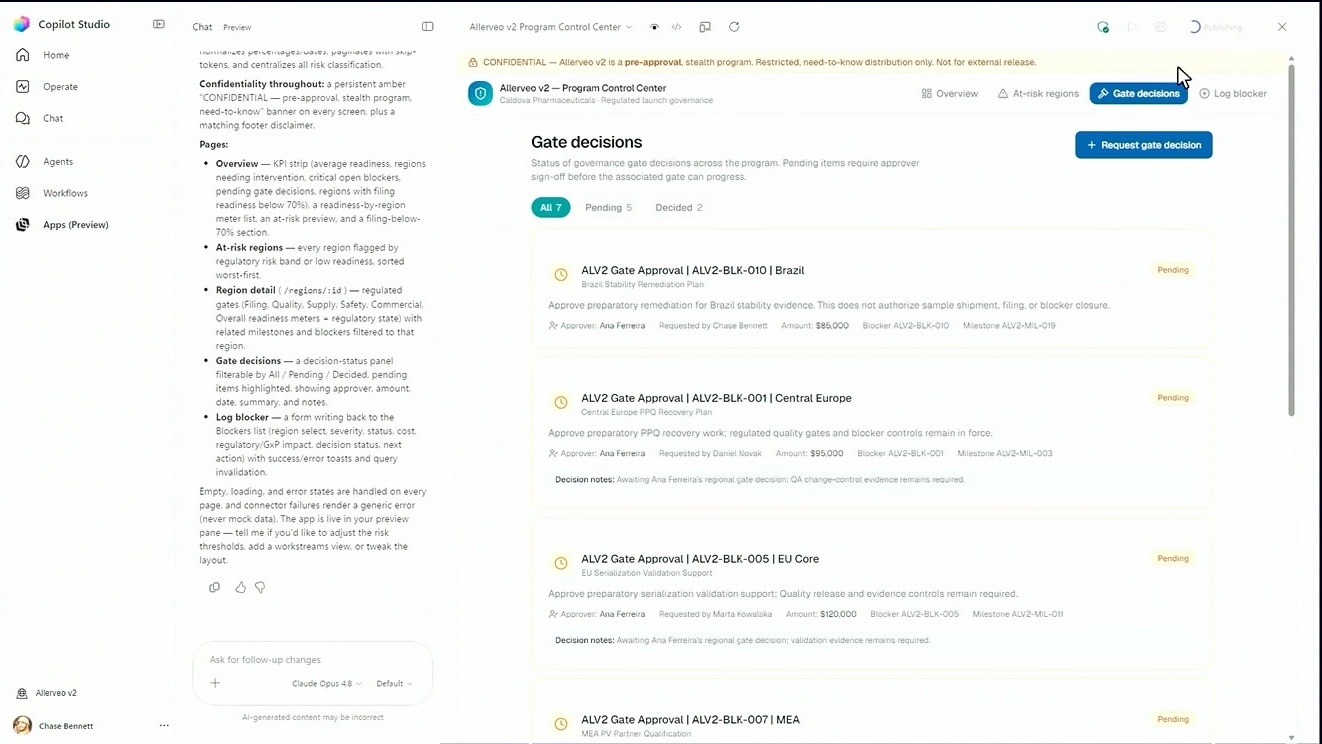 Copilot Studio
Home
Operate
Chat
Agents
Workflows
Apps (Preview)
Allerveo v2
Chase Bennett
Chat Preview
normalizes percentages/dates, paginates with skip-
tokens, and centralizes all risk classification.
Confidentiality throughout: a persistent amber
"CONFIDENTIAL — pre-approval, stealth program,
need-to-know" banner on every screen, plus a
matching footer disclaimer.
Pages:
• Overview — KPI strip (average readiness, regions
needing intervention, critical open blockers,
pending gate decisions, regions with filing
readiness below 70%), a readiness-by-region
meter list, an at-risk preview, and a filing-below-
70% section.
• At-risk regions — every region flagged by
regulatory risk band or low readiness, sorted
worst-first.
• Region detail ( /regions/:id ) — regulated
gates (Filing, Quality, Supply, Safety, Commercial,
Overall readiness meters + regulatory state) with
related milestones and blockers filtered to that
region.
• Gate decisions — a decision-status panel
filterable by All / Pending / Decided, pending
items highlighted, showing approver, amount,
date, summary, and notes.
• Log blocker — a form writing back to the
Blockers list (region select, severity, status, cost,
regulatory/GxP impact, decision status, next
action) with success/error toasts and query
invalidation.
Empty, loading, and error states are handled on every
page, and connector failures render a generic error
(never mock data). The app is live in your preview
pane — tell me if you'd like to adjust the risk
thresholds, add a workstreams view, or tweak the
layout.
Ask for follow-up changes
Claude Opus 4.8 Default
AI-generated content may be incorrect
Allerveo v2 Program Control Center
Publishing...
CONFIDENTIAL — Allerveo v2 is a pre-approval, stealth program. Restricted, need-to-know distribution only. Not for external release.
Allerveo v2 — Program Control Center
Caldova Pharmaceuticals · Regulated launch governance
Overview At-risk regions Gate decisions Log blocker
Gate decisions
Status of governance gate decisions across the program. Pending items require approver
sign-off before the associated gate can progress.
+ Request gate decision
All 7 Pending 5 Decided 2
ALV2 Gate Approval | ALV2-BLK-010 | Brazil
Pending
Brazil Stability Remediation Plan
Approve preparatory remediation for Brazil stability evidence. This does not authorize sample shipment, filing, or blocker closure.
Approver: Ana Ferreira Requested by Chase Bennett Amount: $85,000 Blocker ALV2-BLK-010 Milestone ALV2-MIL-019
ALV2 Gate Approval | ALV2-BLK-001 | Central Europe
Pending
Central Europe PPQ Recovery Plan
Approve preparatory PPQ recovery work; regulated quality gates and blocker controls remain in force.
Approver: Ana Ferreira Requested by Daniel Novak Amount: $95,000 Blocker ALV2-BLK-001 Milestone ALV2-MIL-003
Decision notes: Awaiting Ana Ferreira's regional gate decision; QA change-control evidence remains required.
ALV2 Gate Approval | ALV2-BLK-005 | EU Core
Pending
EU Serialization Validation Support
Approve preparatory serialization validation support; Quality release and evidence controls remain required.
Approver: Ana Ferreira Requested by Marta Kowalska Amount: $120,000 Blocker ALV2-BLK-005 Milestone ALV2-MIL-011
Decision notes: Awaiting Ana Ferreira's regional gate decision; validation evidence remains required.
ALV2 Gate Approval | ALV2-BLK-007 | MEA
Pending
MEA PV Partner Qualification